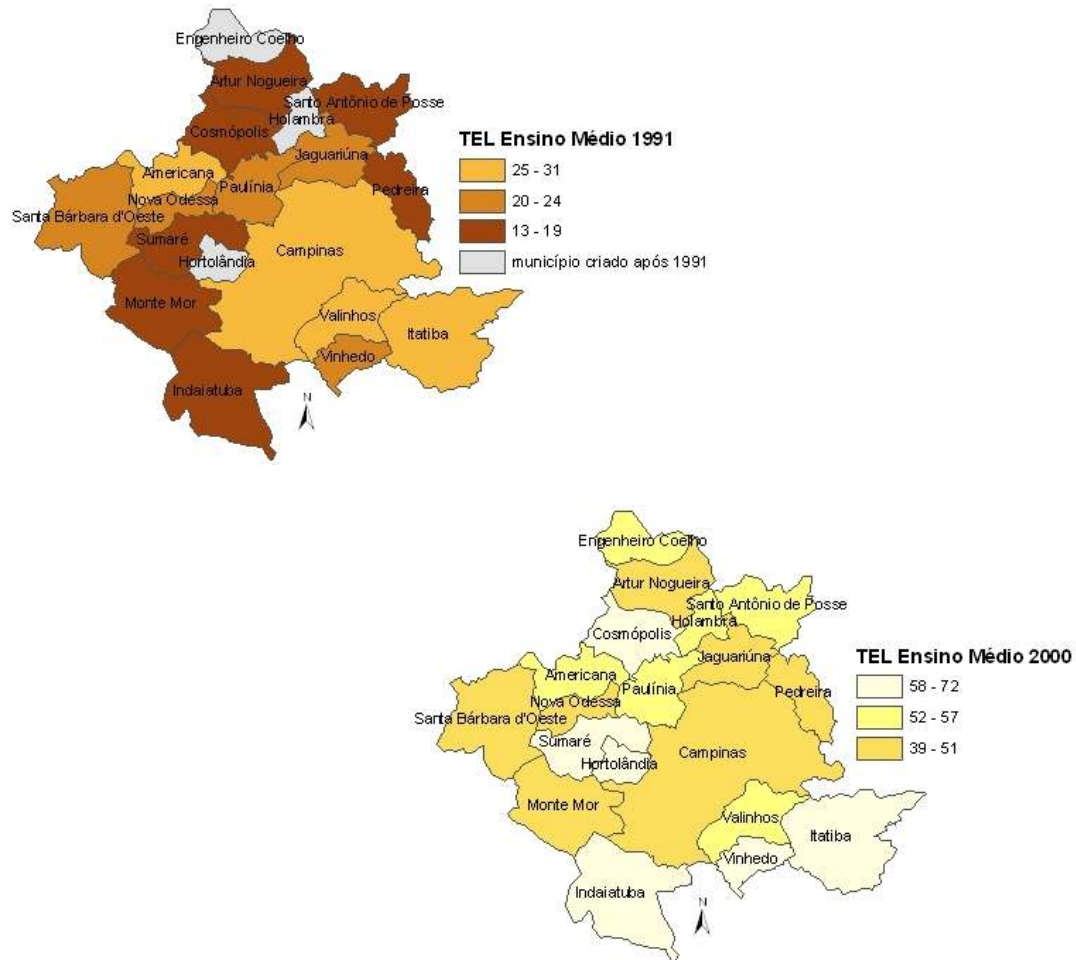 Engenheiro Coelho
Artur Nogueira
Santo Antônio de Posse
Holambra
Cosmópolis
Jaguariúna
Americana
Paulínia
Pedreira
Nova Odessa
Santa Bárbara d'Oeste
Sumaré
Campinas
Hortolândia
Monte Mor
Valinhos
Itatiba
Vinhedo
Indaiatuba
N
TEL Ensino Médio 1991
25 - 31
20 - 24
13 - 19
município criado após 1991
Engenheiro Coelho
Artur Nogueira
Santo Antônio de Posse
Holambra
Cosmópolis
Jaguariúna
Americana
Paulínia
Pedreira
Nova Odessa
Santa Bárbara d'Oeste
Sumaré
Campinas
Hortolândia
Monte Mor
Valinhos
Itatiba
Vinhedo
Indaiatuba
N
TEL Ensino Médio 2000
58 - 72
52 - 57
39 - 51